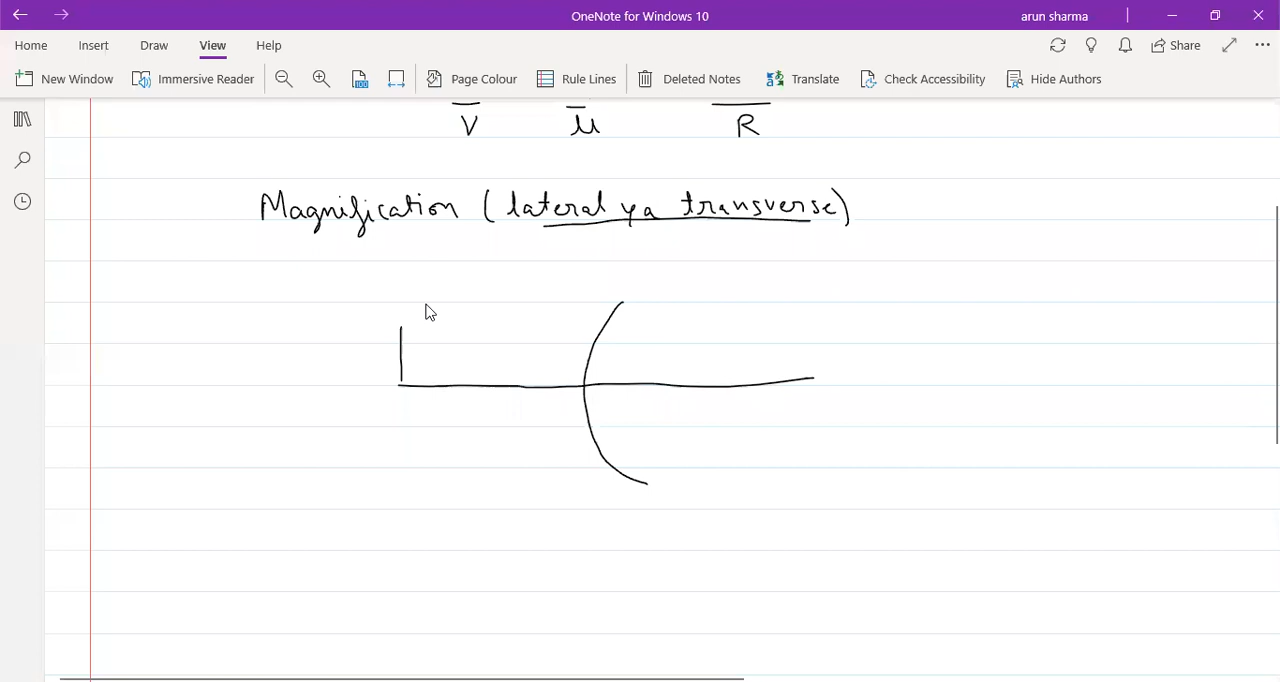 OneNote for Windows 10
arun sharma
Home Insert Draw View Help
Share
New Window Immersive Reader Page Colour Rule Lines Deleted Notes Translate Check Accessibility Hide Authors
V u R
Magnification (lateral ya transverse)